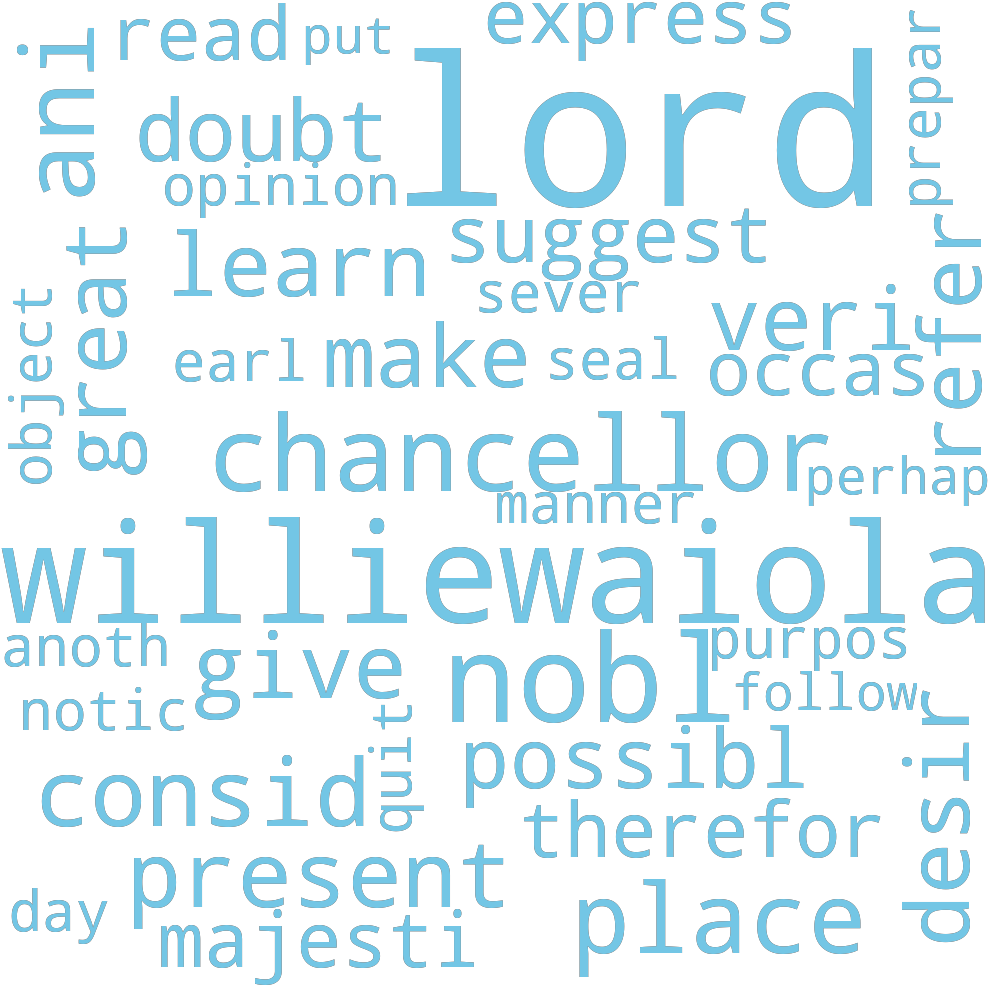 express
read
put
lord
ani
prepar
doubt
opinion
suggest
great
learn
refer
sever
object
veri
earl
make
seal
occas
chancellor
perhap
manner
williewaiola
anoth
give
nobl
purpos
notic
follow
quit
desir
consid
possibl
therefor
present
day
majesti
place